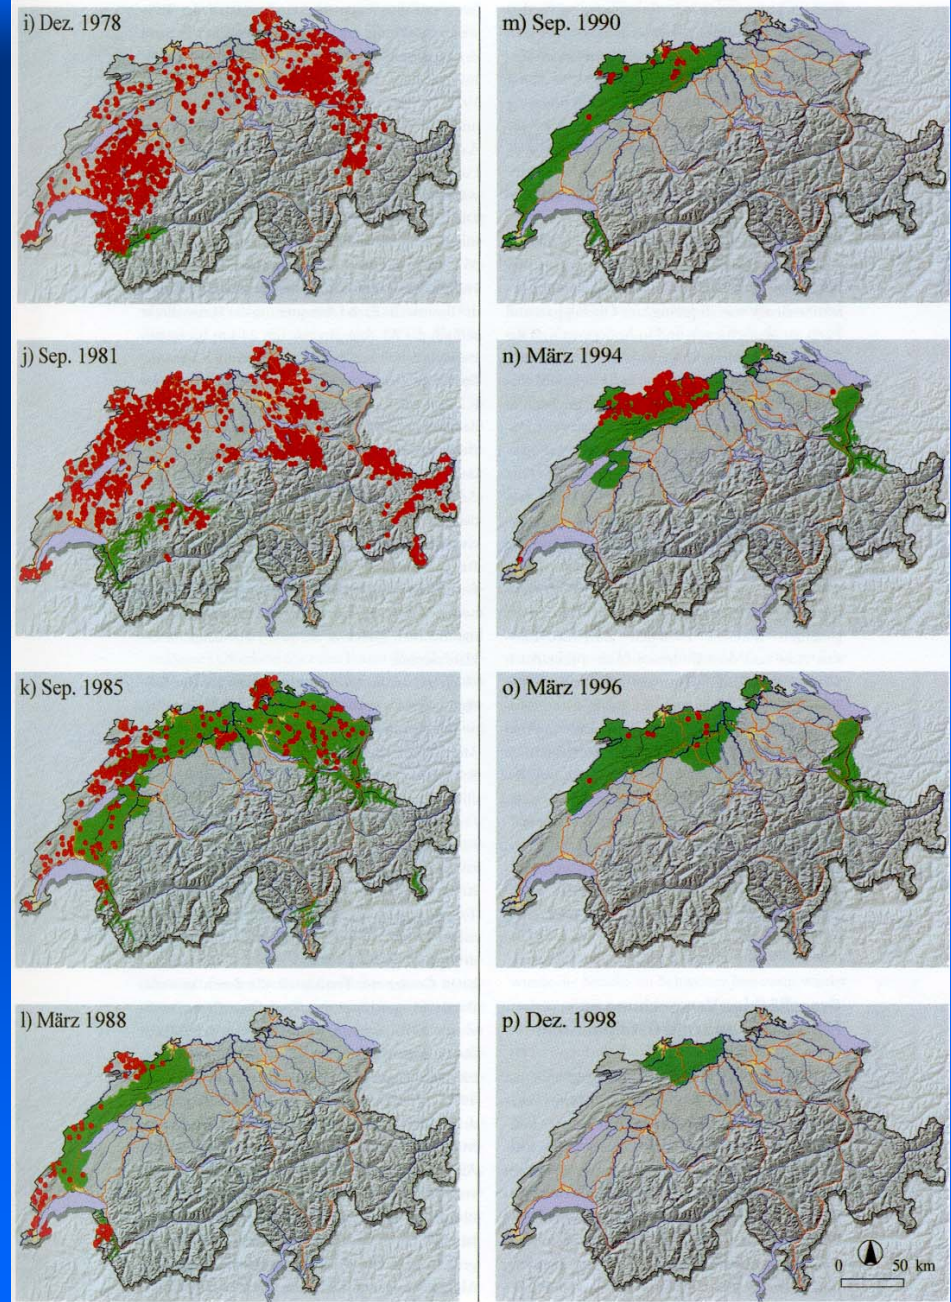 i) Dez. 1978
j) Sep. 1981
k) Sep. 1985
l) März 1988
m) Sep. 1990
n) März 1994
o) März 1996
p) Dez. 1998
0 50 km